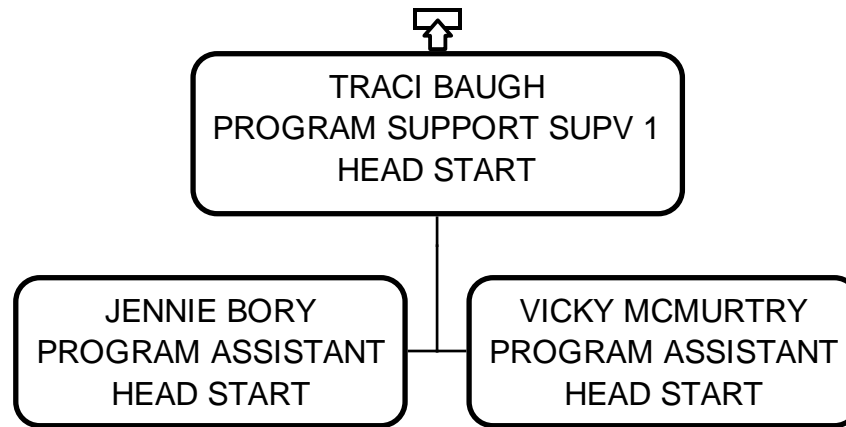 TRACI BAUGH
PROGRAM SUPPORT SUPV 1
HEAD START
JENNIE BORY
PROGRAM ASSISTANT
HEAD START
VICKY MCMURTRY
PROGRAM ASSISTANT
HEAD START